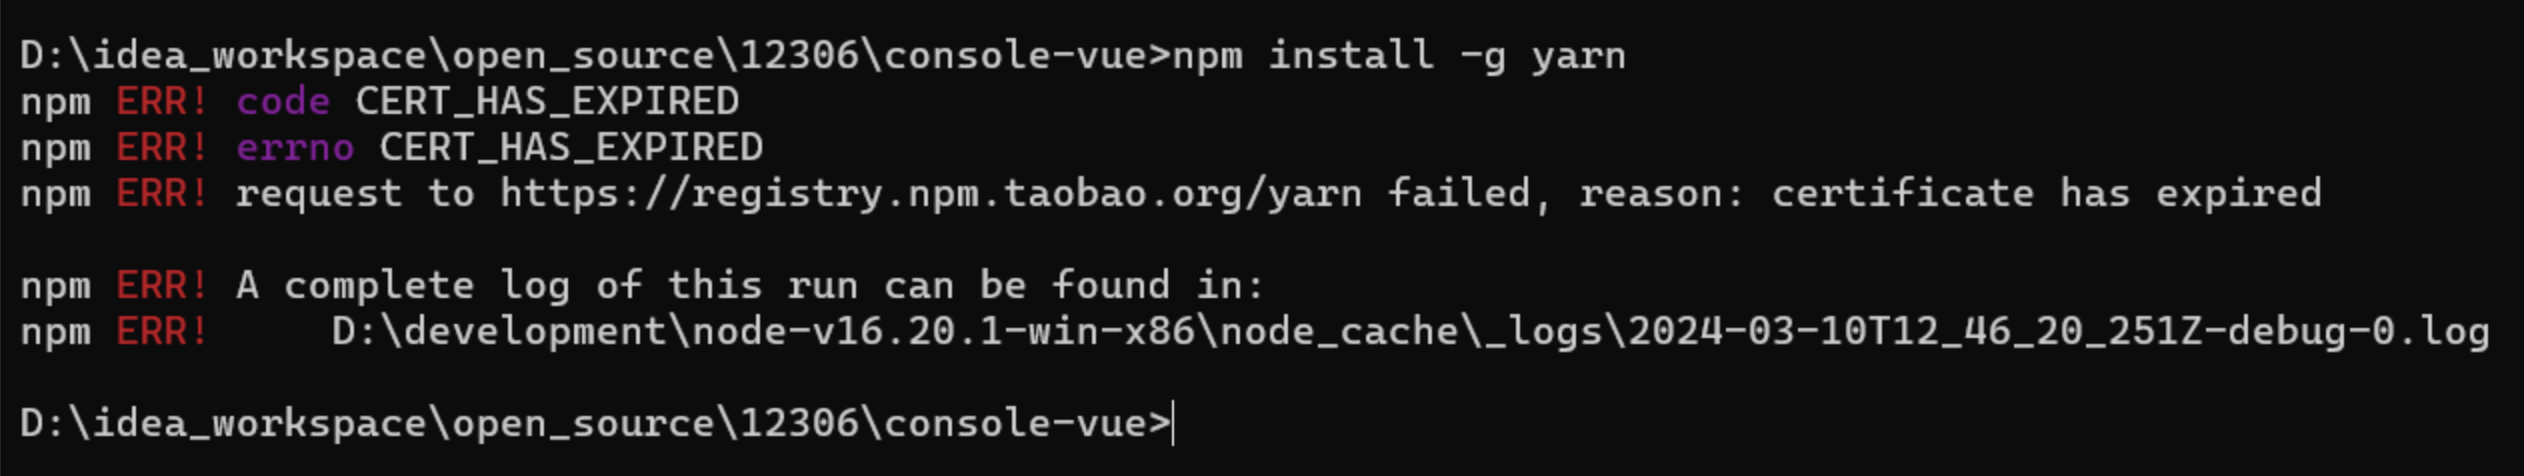 D:\idea_workspace\open_source\12306\console-vue>npm install -g yarn
npm ERR! code CERT_HAS_EXPIRED
npm ERR! errno CERT_HAS_EXPIRED
npm ERR! request to https://registry.npm.taobao.org/yarn failed, reason: certificate has expired
npm ERR! A complete log of this run can be found in:
npm ERR!     D:\development\node-v16.20.1-win-x86\node_cache\_logs\2024-03-10T12_46_20_251Z-debug-0.log
D:\idea_workspace\open_source\12306\console-vue>